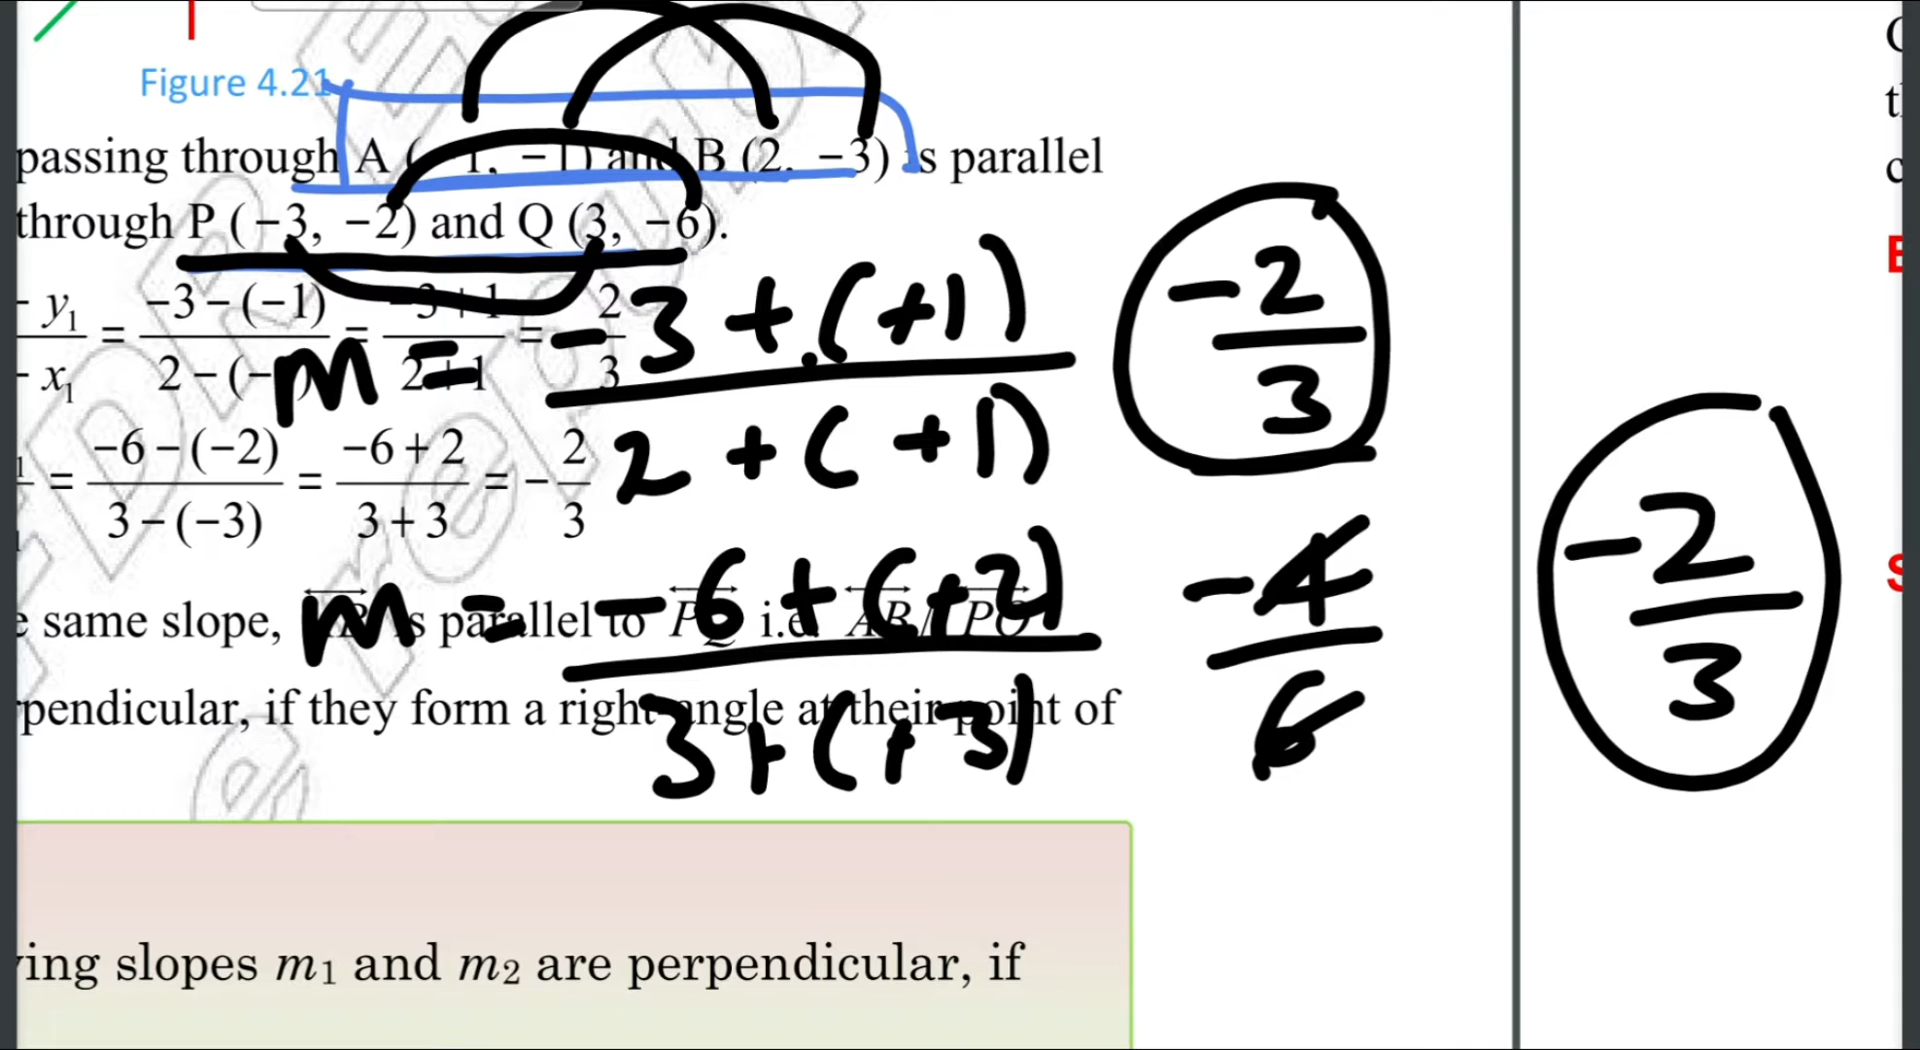 Figure 4.21
passing through A (−1, −1) and B (2, −3) is parallel
through P (−3, −2) and Q (3, −6).
- y₁ / - x₁ = −3 − (−1) / 2 − (− = −3 + 1 / 2 + 1 = − 2 / 3
m = −3 + (+1) / 2 + (+1)
−2 / 3
= −6 − (−2) / 3 − (−3) = −6 + 2 / 3 + 3 = − 2 / 3
−2 / 3
same slope, is parallel to PQ i.e. AB // PQ
m = −6 + (+2) / 3 + (+3)
−4 / 6
pendicular, if they form a right angle at their point of
ing slopes m₁ and m₂ are perpendicular, if